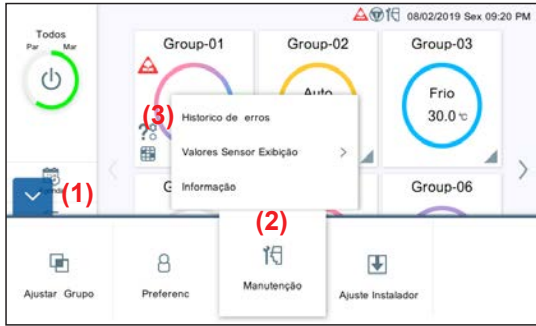 08/02/2019 Sex 09:20 PM
Todos
Par Mar
Group-01
Group-02
Group-03
Auto
Frio
30.0 °C
(3)
Historico de erros
Valores Sensor Exibição >
Informação
(1)
G
Group-06
(2)
Ajustar Grupo
Preferenc
Manutenção
Ajuste Instalador